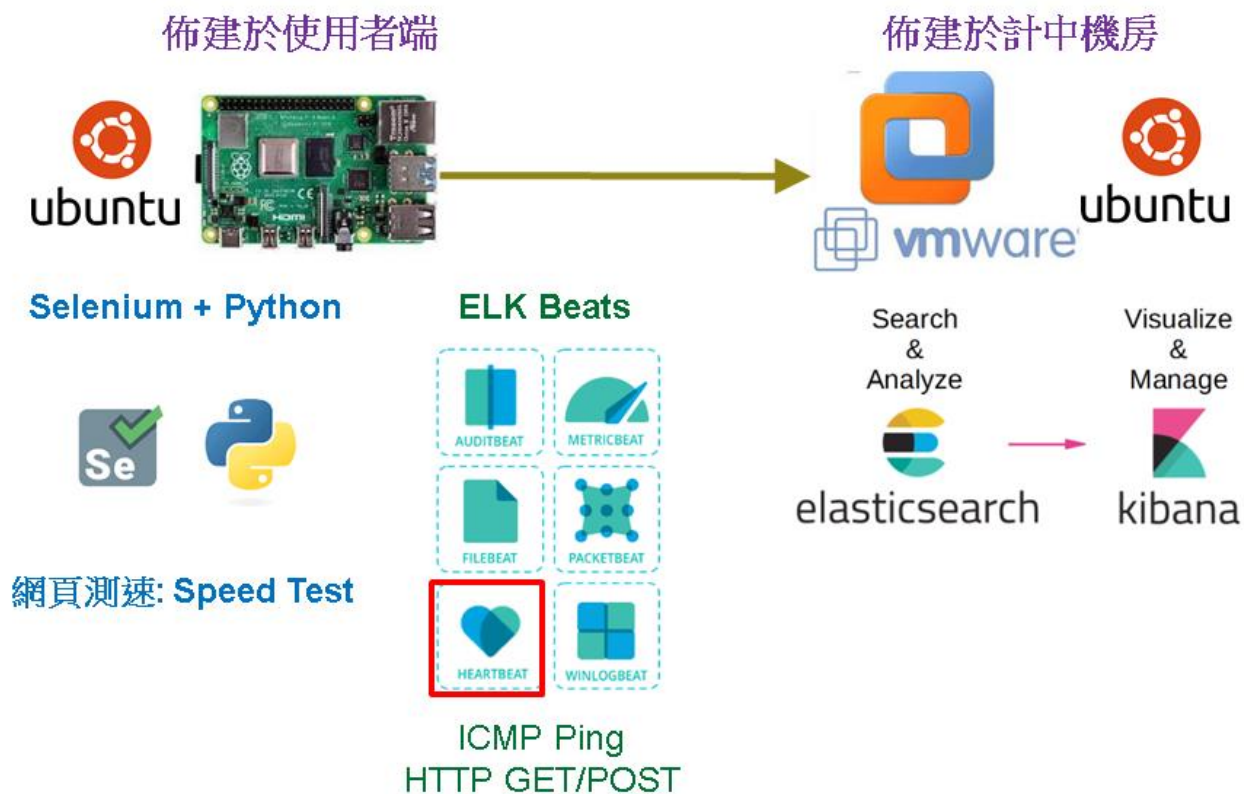 佈建於使用者端
佈建於計中機房
ubuntu
HDMI
vmware
ubuntu
Selenium + Python
ELK Beats
Search
&
Analyze
Visualize
&
Manage
Se
AUDITBEAT
METRICBEAT
elasticsearch
kibana
FILEBEAT
PACKETBEAT
網頁測速: Speed Test
HEARTBEAT
WINLOGBEAT
ICMP Ping
HTTP GET/POST